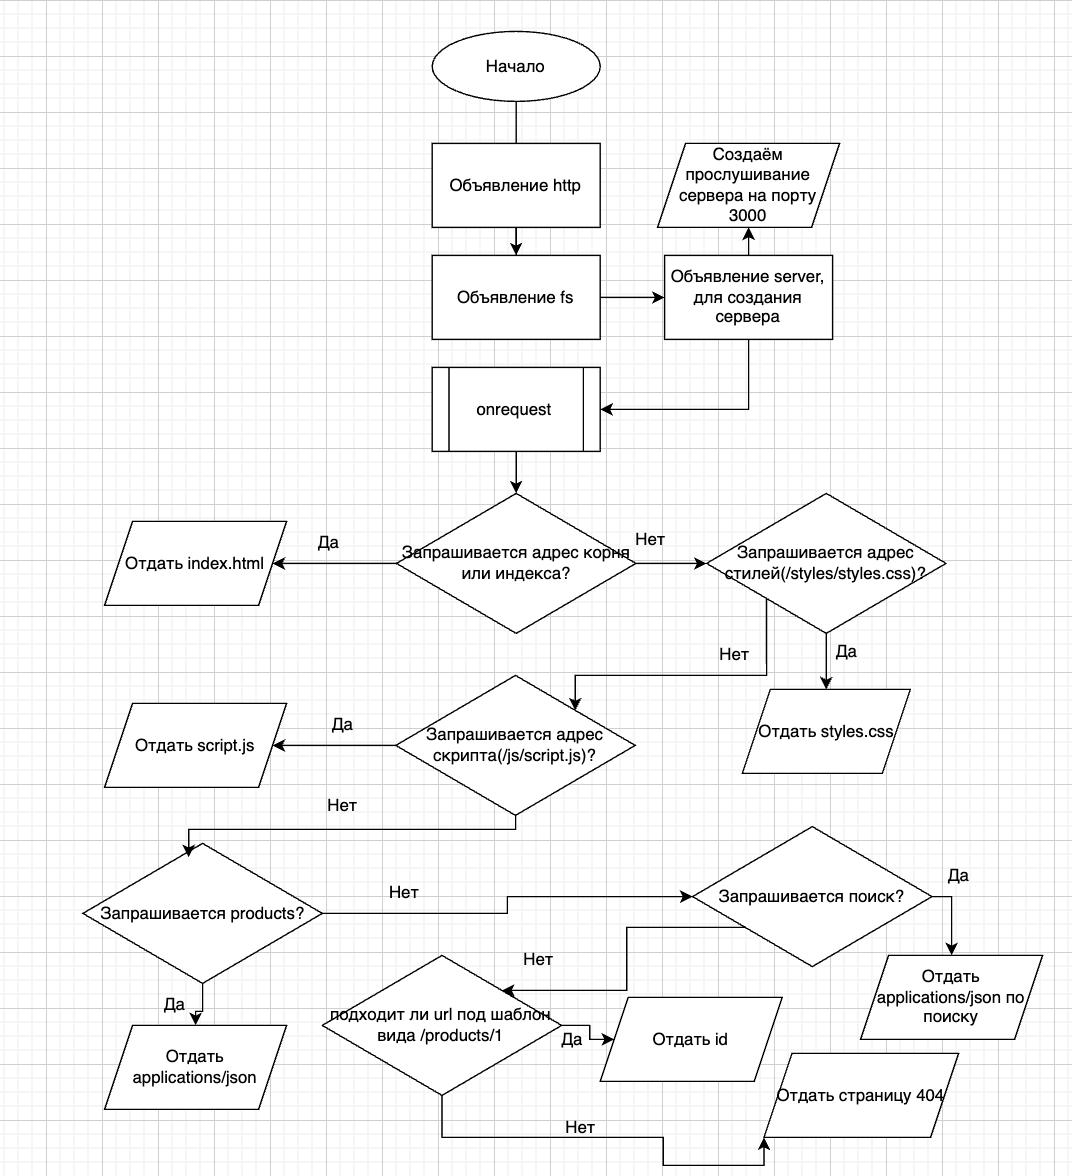 Начало
Объявление http
Создаём
прослушивание
сервера на порту
3000
Объявление fs
Объявление server,
для создания
сервера
onrequest
Запрашивается адрес корня
или индекса?
Да
Отдать index.html
Нет
Запрашивается адрес
стилей(/styles/styles.css)?
Да
Отдать styles.css
Нет
Запрашивается адрес
скрипта(/js/script.js)?
Да
Отдать script.js
Нет
Запрашивается products?
Да
Отдать
applications/json
Нет
Запрашивается поиск?
Да
Отдать
applications/json по
поиску
Нет
подходит ли url под шаблон
вида /products/1
Да
Отдать id
Нет
Отдать страницу 404